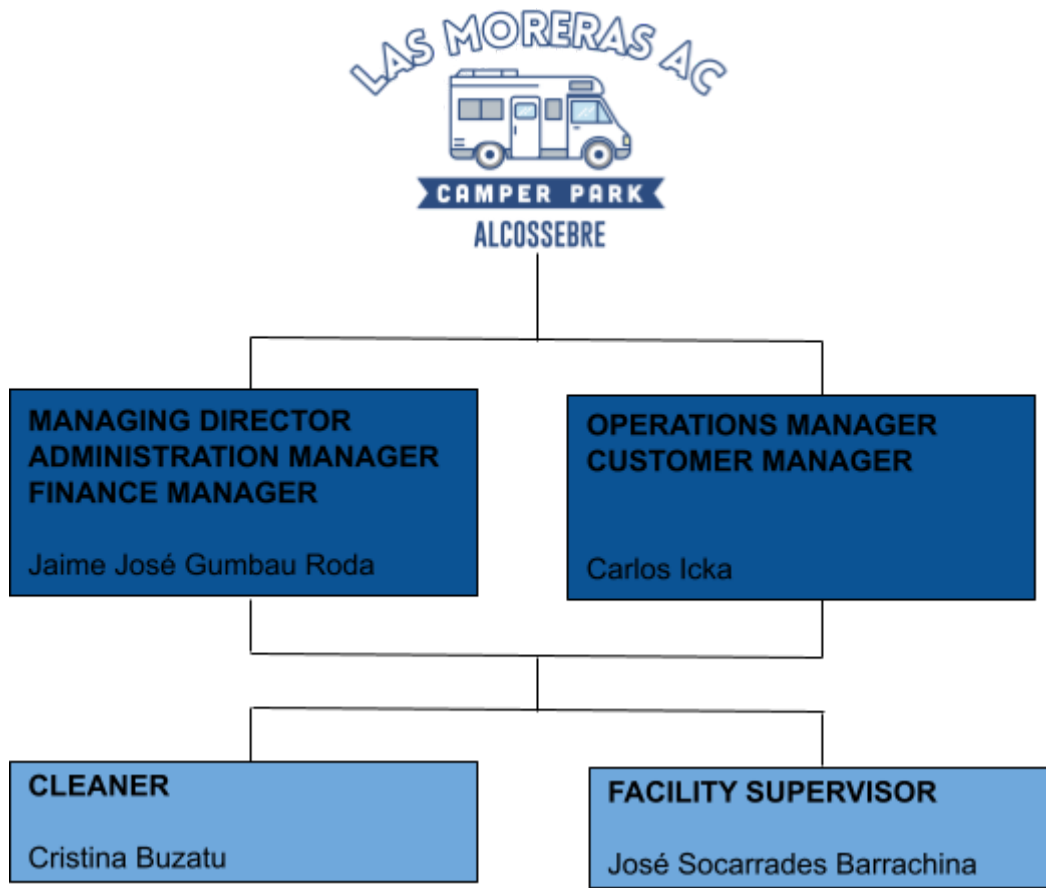 LAS MORERAS AC
CAMPER PARK
ALCOSSEBRE
MANAGING DIRECTOR
ADMINISTRATION MANAGER
FINANCE MANAGER
Jaime José Gumbau Roda
OPERATIONS MANAGER
CUSTOMER MANAGER
Carlos Icka
CLEANER
Cristina Buzatu
FACILITY SUPERVISOR
José Socarrades Barrachina